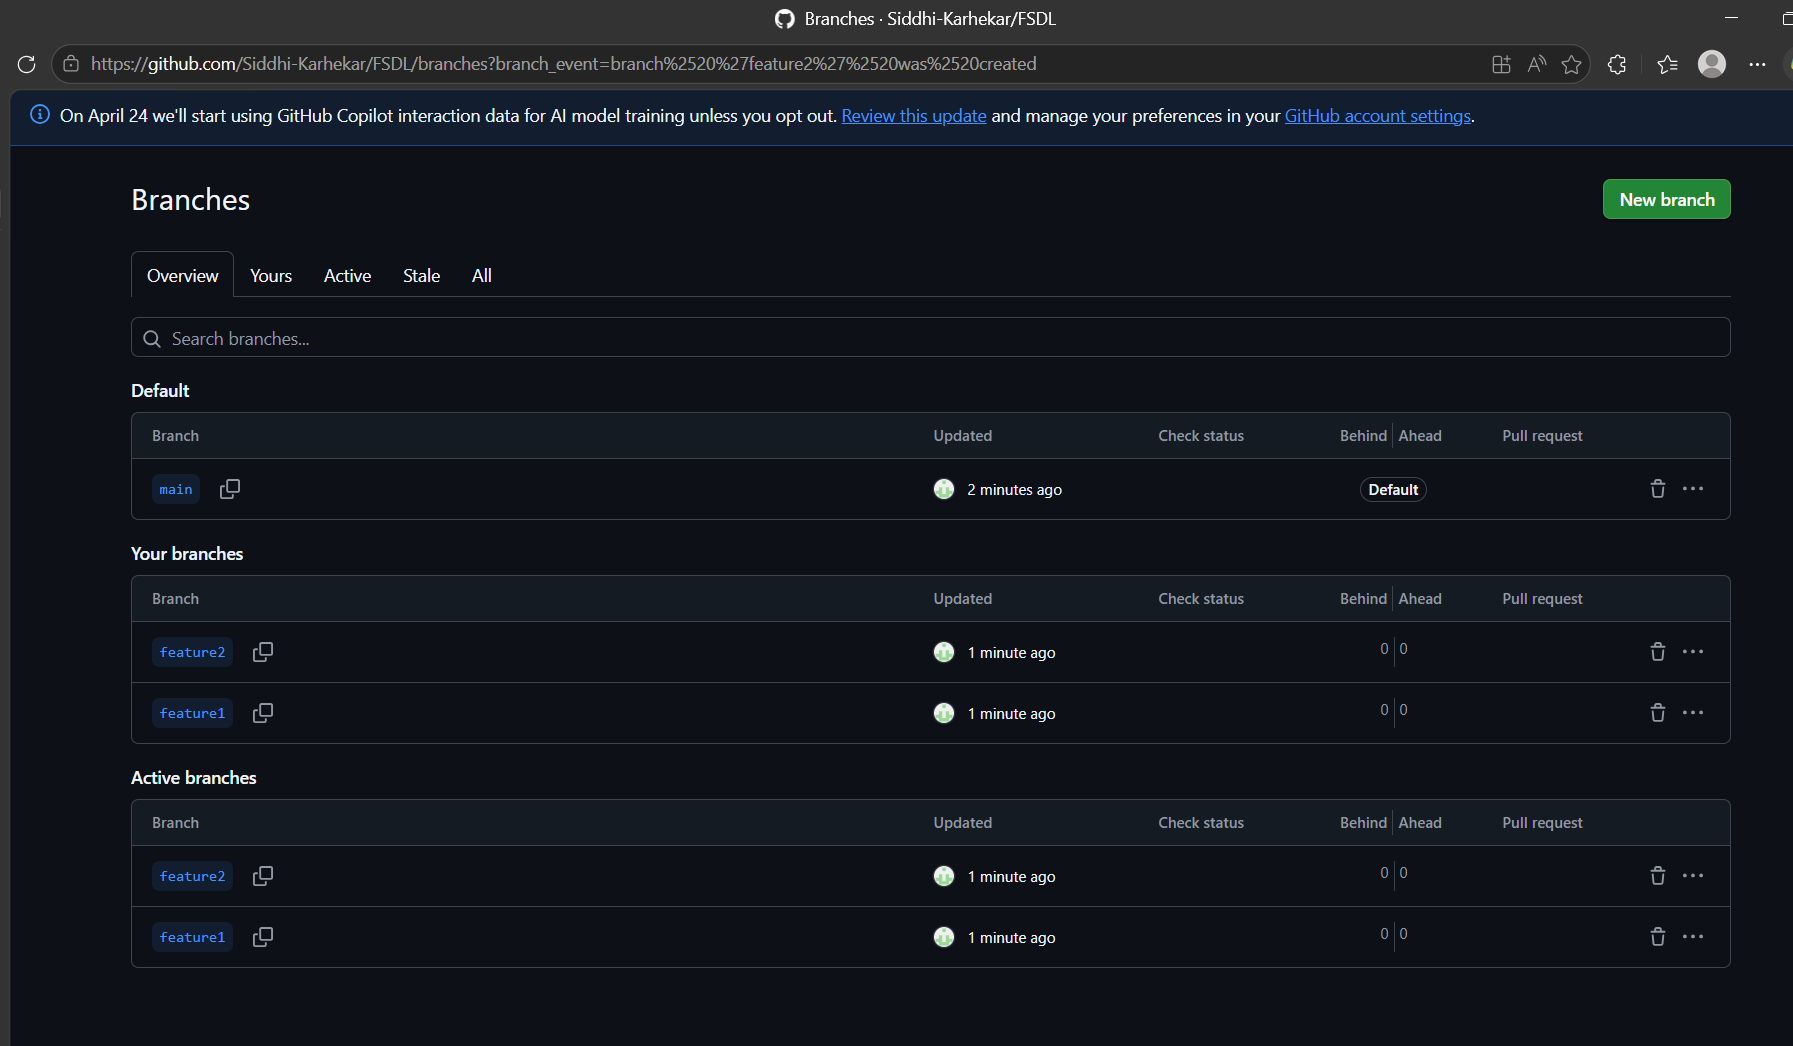 Branches · Siddhi-Karhekar/FSDL
https://github.com/Siddhi-Karhekar/FSDL/branches?branch_event=branch%2520%27feature2%27%2520was%2520created
On April 24 we'll start using GitHub Copilot interaction data for AI model training unless you opt out. Review this update and manage your preferences in your GitHub account settings.
Branches
New branch
Overview Yours Active Stale All
Search branches...
Default
Branch Updated Check status Behind Ahead Pull request
main 2 minutes ago Default
Your branches
Branch Updated Check status Behind Ahead Pull request
feature2 1 minute ago 0 0
feature1 1 minute ago 0 0
Active branches
Branch Updated Check status Behind Ahead Pull request
feature2 1 minute ago 0 0
feature1 1 minute ago 0 0